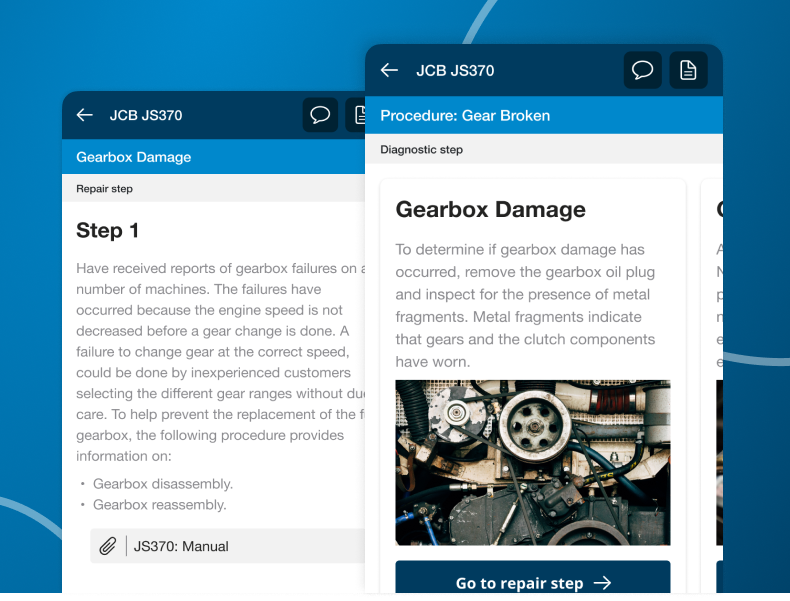 JCB JS370
Gearbox Damage
Repair step
Step 1
Have received reports of gearbox failures on a
number of machines. The failures have
occurred because the engine speed is not
decreased before a gear change is done. A
failure to change gear at the correct speed,
could be done by inexperienced customers
selecting the different gear ranges without du
care. To help prevent the replacement of the f
gearbox, the following procedure provides
information on:
• Gearbox disassembly.
• Gearbox reassembly.
JS370: Manual
JCB JS370
Procedure: Gear Broken
Diagnostic step
Gearbox Damage
To determine if gearbox damage has
occurred, remove the gearbox oil plug
and inspect for the presence of metal
fragments. Metal fragments indicate
that gears and the clutch components
have worn.
Go to repair step →